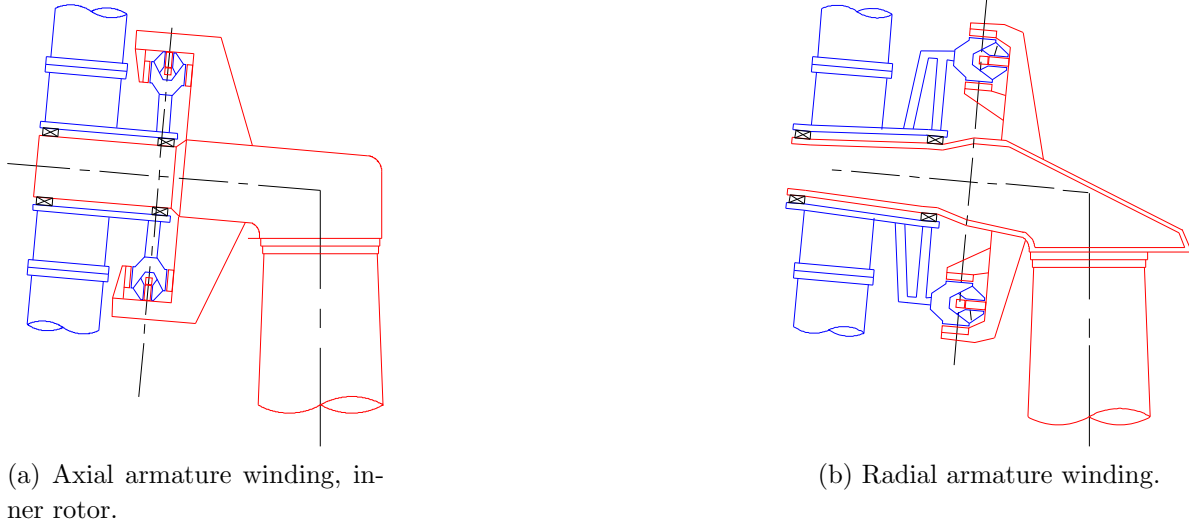 (a) Axial armature winding, in-
ner rotor.
(b) Radial armature winding.